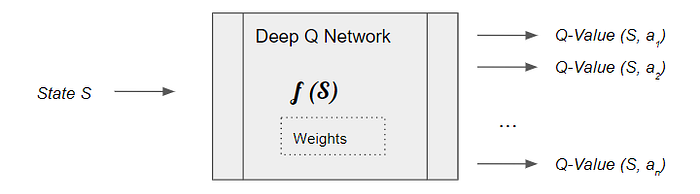 Deep Q Network
State S
f (S)
Weights
Q-Value (S, a₁)
Q-Value (S, a₂)
...
Q-Value (S, aₙ)